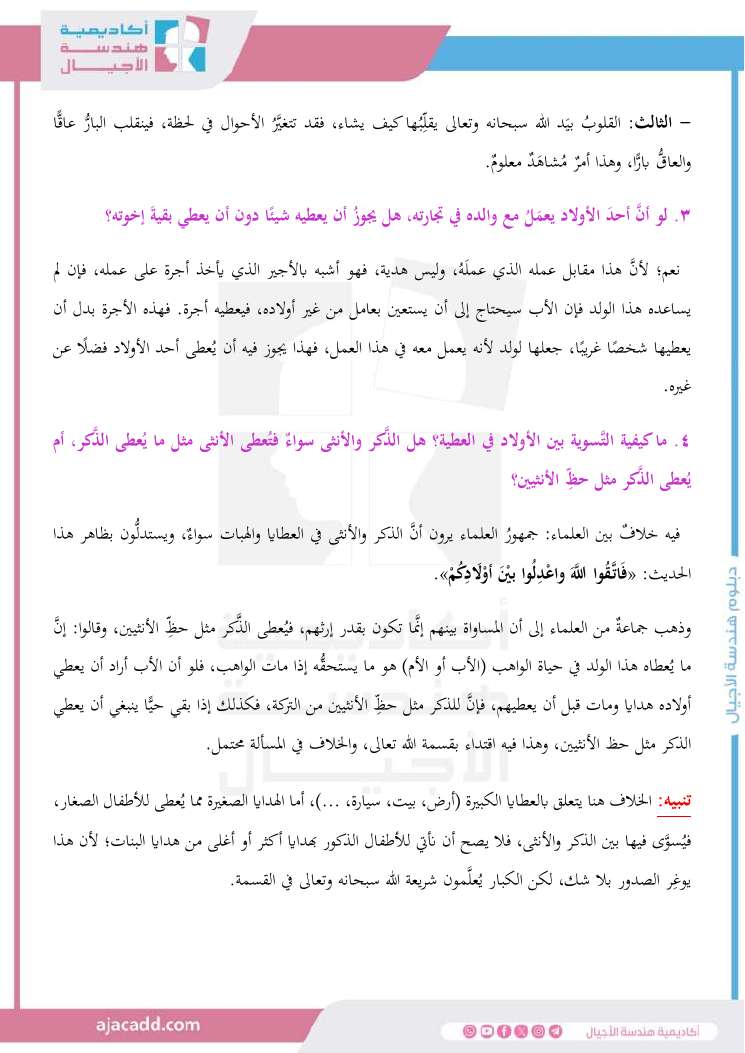 أكاديمية
هندسة
الأجيال
– الثالث: القلوبُ بيَد الله سبحانه وتعالى يقلِّبُها كيف يشاء، فقد تتغيَّرُ الأحوال في لحظة، فينقلب البارُّ عاقًّا
والعاقُّ بارًّا، وهذا أمرٌ مُشاهَدٌ معلومٌ.
٣. لو أنَّ أحدَ الأولاد يعمَلُ مع والده في تجارته، هل يجوزُ أن يعطيه شيئًا دون أن يعطي بقيةَ إخوته؟
نعم؛ لأنَّ هذا مقابل عمله الذي عملَهُ، وليس هدية، فهو أشبه بالأجير الذي يأخذ أجرة على عمله، فإن لم
يساعده هذا الولد فإن الأب سيحتاج إلى أن يستعين بعامل من غير أولاده، فيعطيه أجرة. فهذه الأجرة بدل أن
يعطيها شخصًا غريبًا، جعلها لولد لأنه يعمل معه في هذا العمل، فهذا يجوز فيه أن يُعطى أحد الأولاد فضلًا عن
غيره.
٤. ما كيفية التَّسوية بين الأولاد في العطية؟ هل الذَّكر والأنثى سواءٌ فتُعطى الأنثى مثل ما يُعطى الذَّكر، أم
يُعطى الذَّكر مثل حظِّ الأنثيين؟
فيه خلافٌ بين العلماء: جمهورُ العلماء يرون أنَّ الذكر والأنثى في العطايا والهبات سواءٌ، ويستدلُّون بظاهر هذا
الحديث: «فَاتَّقُوا اللَّهَ واعْدِلُوا بيْنَ أوْلَادِكُمْ».
وذهب جماعةٌ من العلماء إلى أن المساواة بينهم إنَّما تكون بقدر إرثهم، فيُعطى الذَّكر مثل حظِّ الأنثيين، وقالوا: إنَّ
ما يُعطاه هذا الولد في حياة الواهب (الأب أو الأم) هو ما يستحقُّه إذا مات الواهب، فلو أن الأب أراد أن يعطي
أولاده هدايا ومات قبل أن يعطيهم، فإنَّ للذكر مثل حظِّ الأنثيين من التركة، فكذلك إذا بقي حيًّا ينبغي أن يعطي
الذكر مثل حظ الأنثيين، وهذا فيه اقتداء بقسمة الله تعالى، والخلاف في المسألة محتمل.
تنبيه: الخلاف هنا يتعلق بالعطايا الكبيرة (أرض، بيت، سيارة، ...)، أما الهدايا الصغيرة مما يُعطى للأطفال الصغار،
فيُسوَّى فيها بين الذكر والأنثى، فلا يصح أن نأتي للأطفال الذكور بهدايا أكثر أو أغلى من هدايا البنات؛ لأن هذا
يوغِر الصدور بلا شك، لكن الكبار يُعلَّمون شريعة الله سبحانه وتعالى في القسمة.
أكاديمية
هندسة
الأجيال
دبلوم هندسة الأجيال
أكاديمية هندسة الأجيال
ajacadd.com